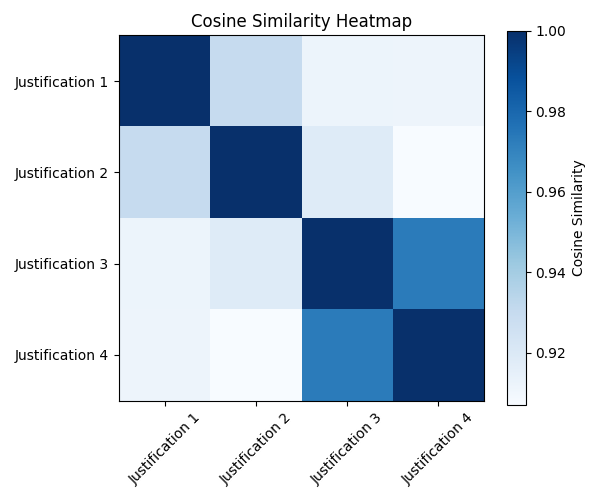 Cosine Similarity Heatmap
Justification 1
Justification 2
Justification 3
Justification 4
Justification 1
Justification 2
Justification 3
Justification 4
1.00
0.98
0.96
0.94
0.92
Cosine Similarity